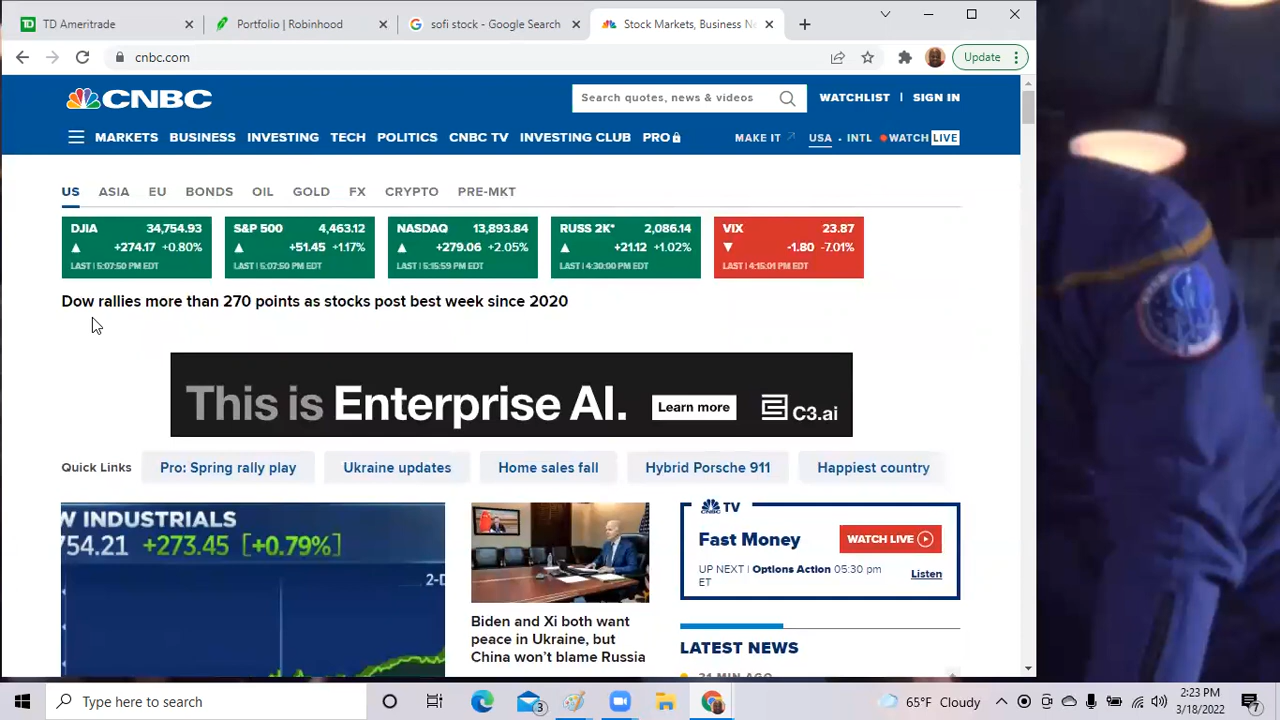 TD Ameritrade
Portfolio | Robinhood
sofi stock - Google Search
Stock Markets, Business Ne
cnbc.com
Update
CNBC
Search quotes, news & videos
WATCHLIST | SIGN IN
MARKETS BUSINESS INVESTING TECH POLITICS CNBC TV INVESTING CLUB PRO
MAKE IT USA · INTL WATCH LIVE
US ASIA EU BONDS OIL GOLD FX CRYPTO PRE-MKT
DJIA 34,754.93
+274.17 +0.80%
LAST | 5:07:50 PM EDT
S&P 500 4,463.12
+51.45 +1.17%
LAST | 5:07:50 PM EDT
NASDAQ 13,893.84
+279.06 +2.05%
LAST | 5:15:59 PM EDT
RUSS 2K* 2,086.14
+21.12 +1.02%
LAST | 4:30:00 PM EDT
VIX 23.87
-1.80 -7.01%
LAST | 4:15:01 PM EDT
Dow rallies more than 270 points as stocks post best week since 2020
This is Enterprise AI. Learn more C3.ai
Quick Links Pro: Spring rally play Ukraine updates Home sales fall Hybrid Porsche 911 Happiest country
W INDUSTRIALS
754.21 +273.45 [+0.79%]
2-D
Biden and Xi both want
peace in Ukraine, but
China won't blame Russia
CNBC TV
Fast Money
WATCH LIVE
UP NEXT | Options Action 05:30 pm
ET
Listen
LATEST NEWS
21 MIN AGO
Type here to search
3
65°F Cloudy
2:23 PM
3/18/2022
7